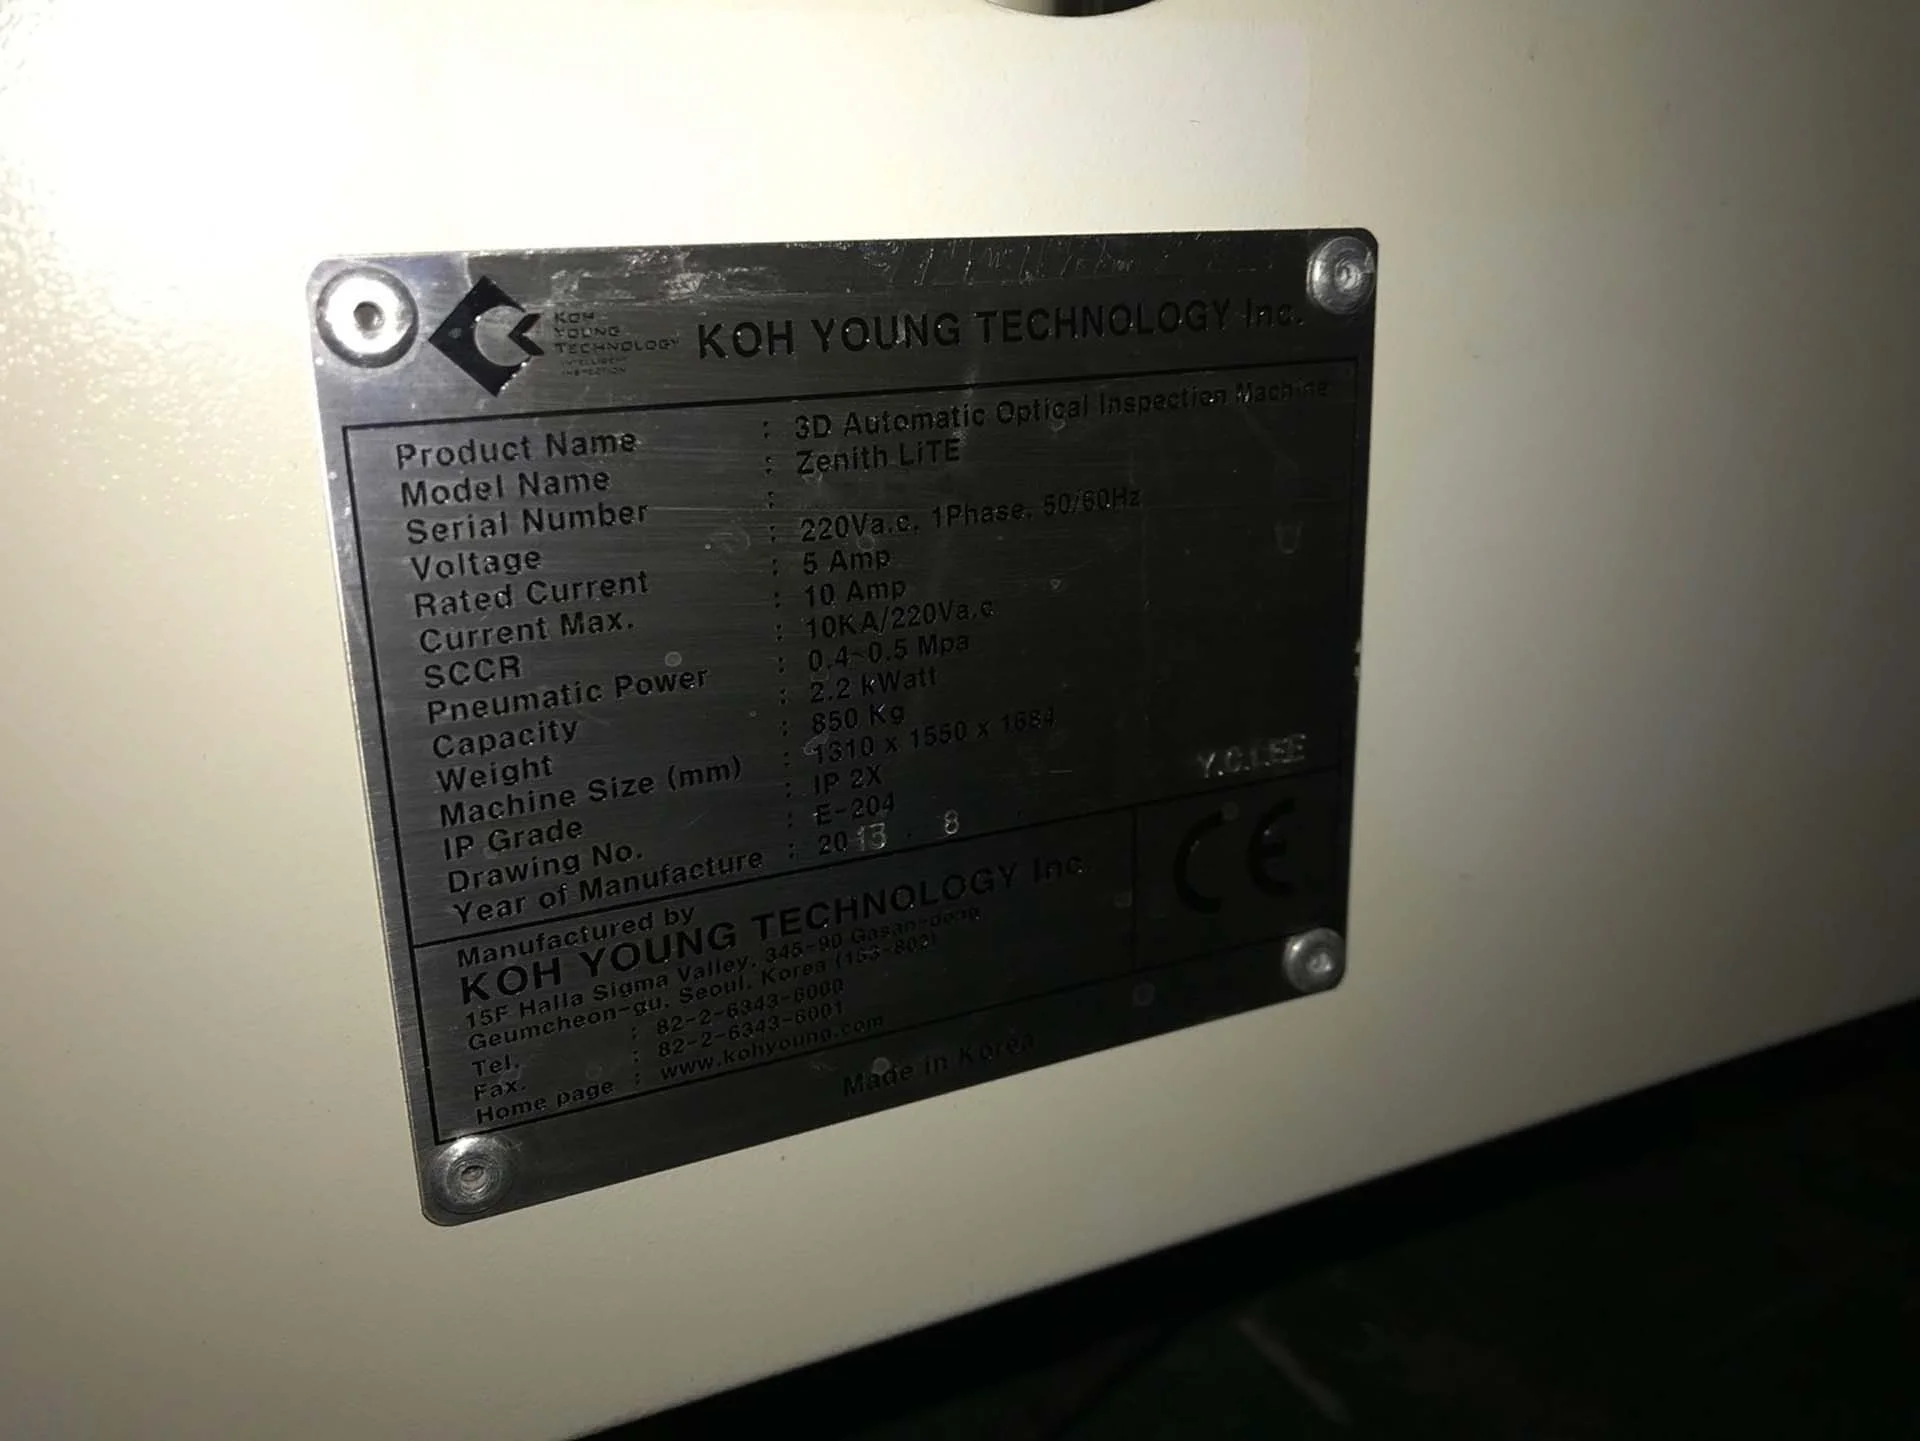 KOH
YOUNG
TECHNOLOGY
INTELLIGENT
INSPECTION
KOH YOUNG TECHNOLOGY Inc.
Product Name : 3D Automatic Optical Inspection Machine
Model Name : Zenith LiTE
Serial Number :
Voltage : 220Va.c, 1Phase, 50/60Hz
Rated Current : 5 Amp
Current Max. : 10 Amp
SCCR : 10KA/220Va.c
Pneumatic Power : 0.4~0.5 Mpa
Capacity : 2.2 kWatt
Weight : 850 Kg
Machine Size (mm) : 1310 x 1550 x 1684
IP Grade : IP 2X
Drawing No. : E-204
Year of Manufacture : 2013 . 8 .
Y.C.LEE
Manufactured by
KOH YOUNG TECHNOLOGY Inc.
15F Halla Sigma Valley, 345-90 Gasan-dong
Geumcheon-gu, Seoul, Korea (153-802)
Tel. : 82-2-6343-6000
Fax. : 82-2-6343-6001
Home page : www.kohyoung.com
CE
Made in Korea